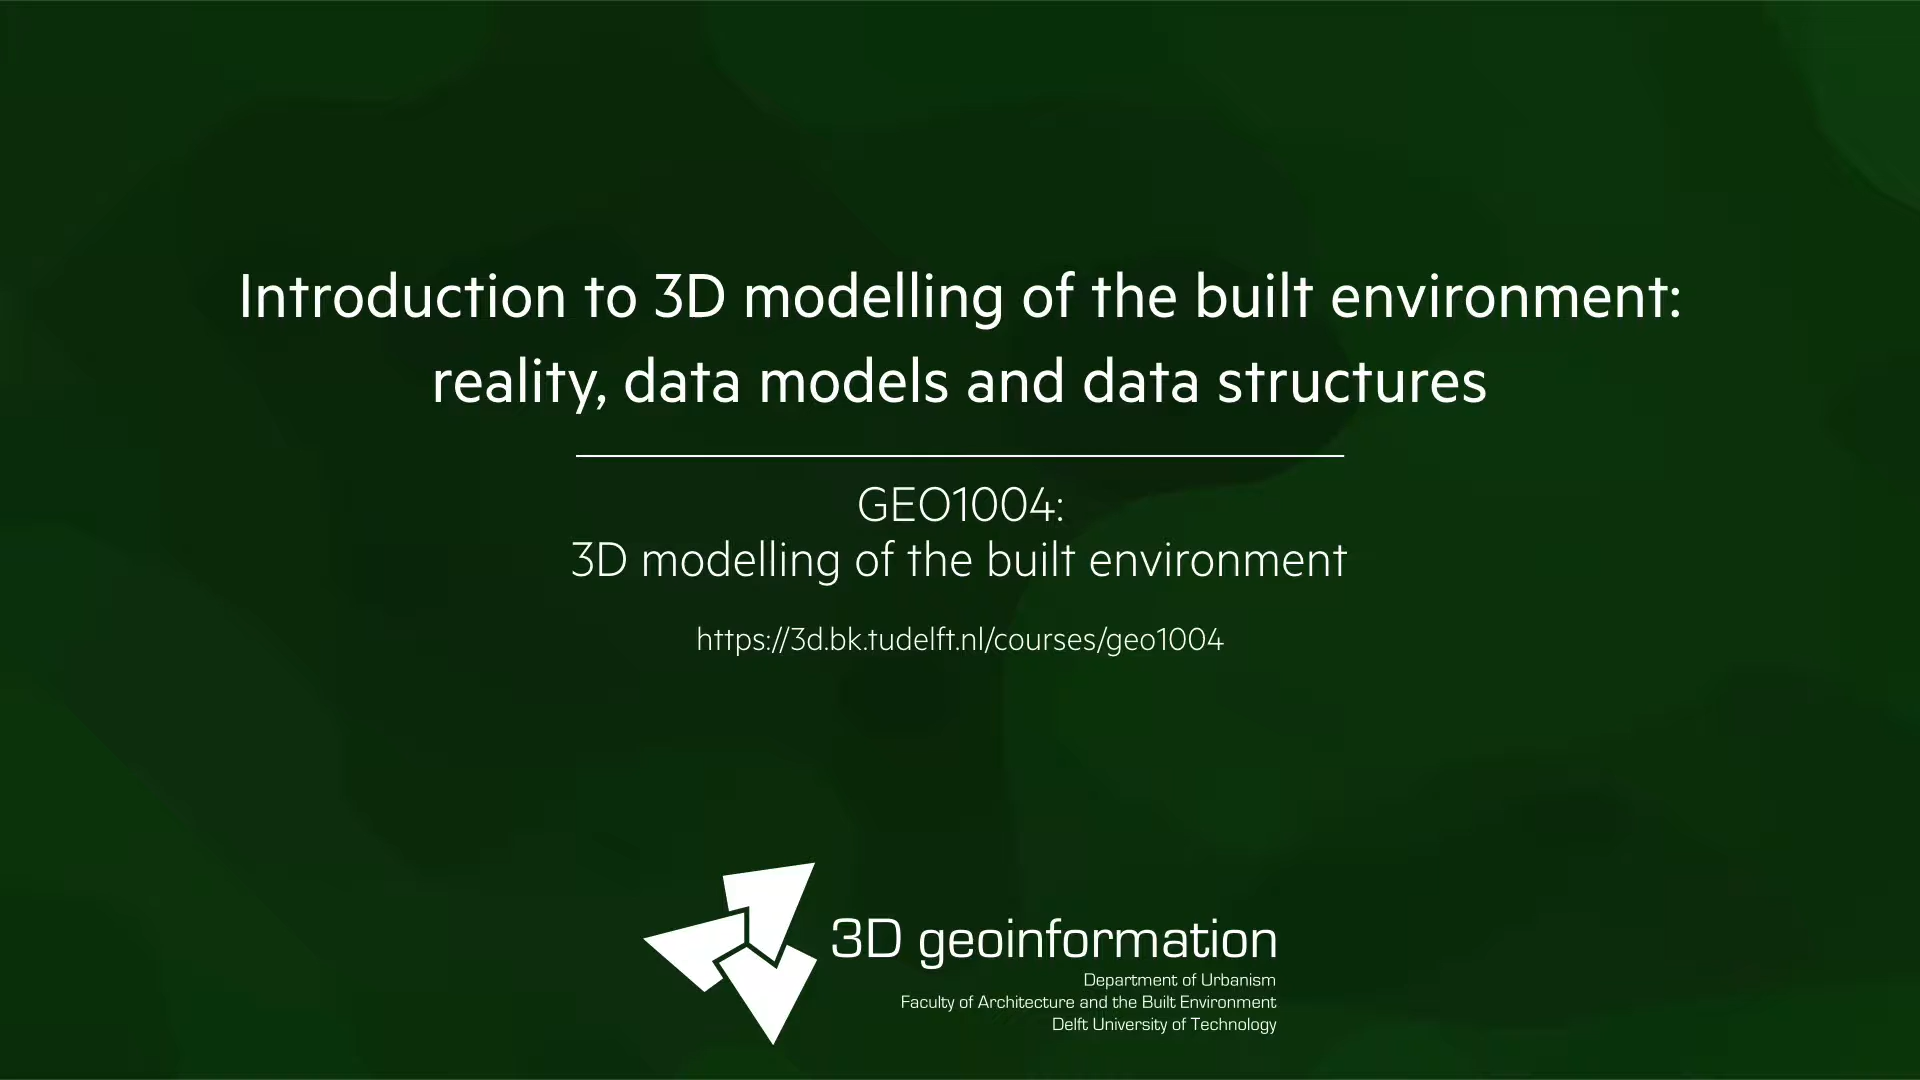 Introduction to 3D modelling of the built environment:
reality, data models and data structures
GEO1004:
3D modelling of the built environment
https://3d.bk.tudelft.nl/courses/geo1004
3D geoinformation
Department of Urbanism
Faculty of Architecture and the Built Environment
Delft University of Technology